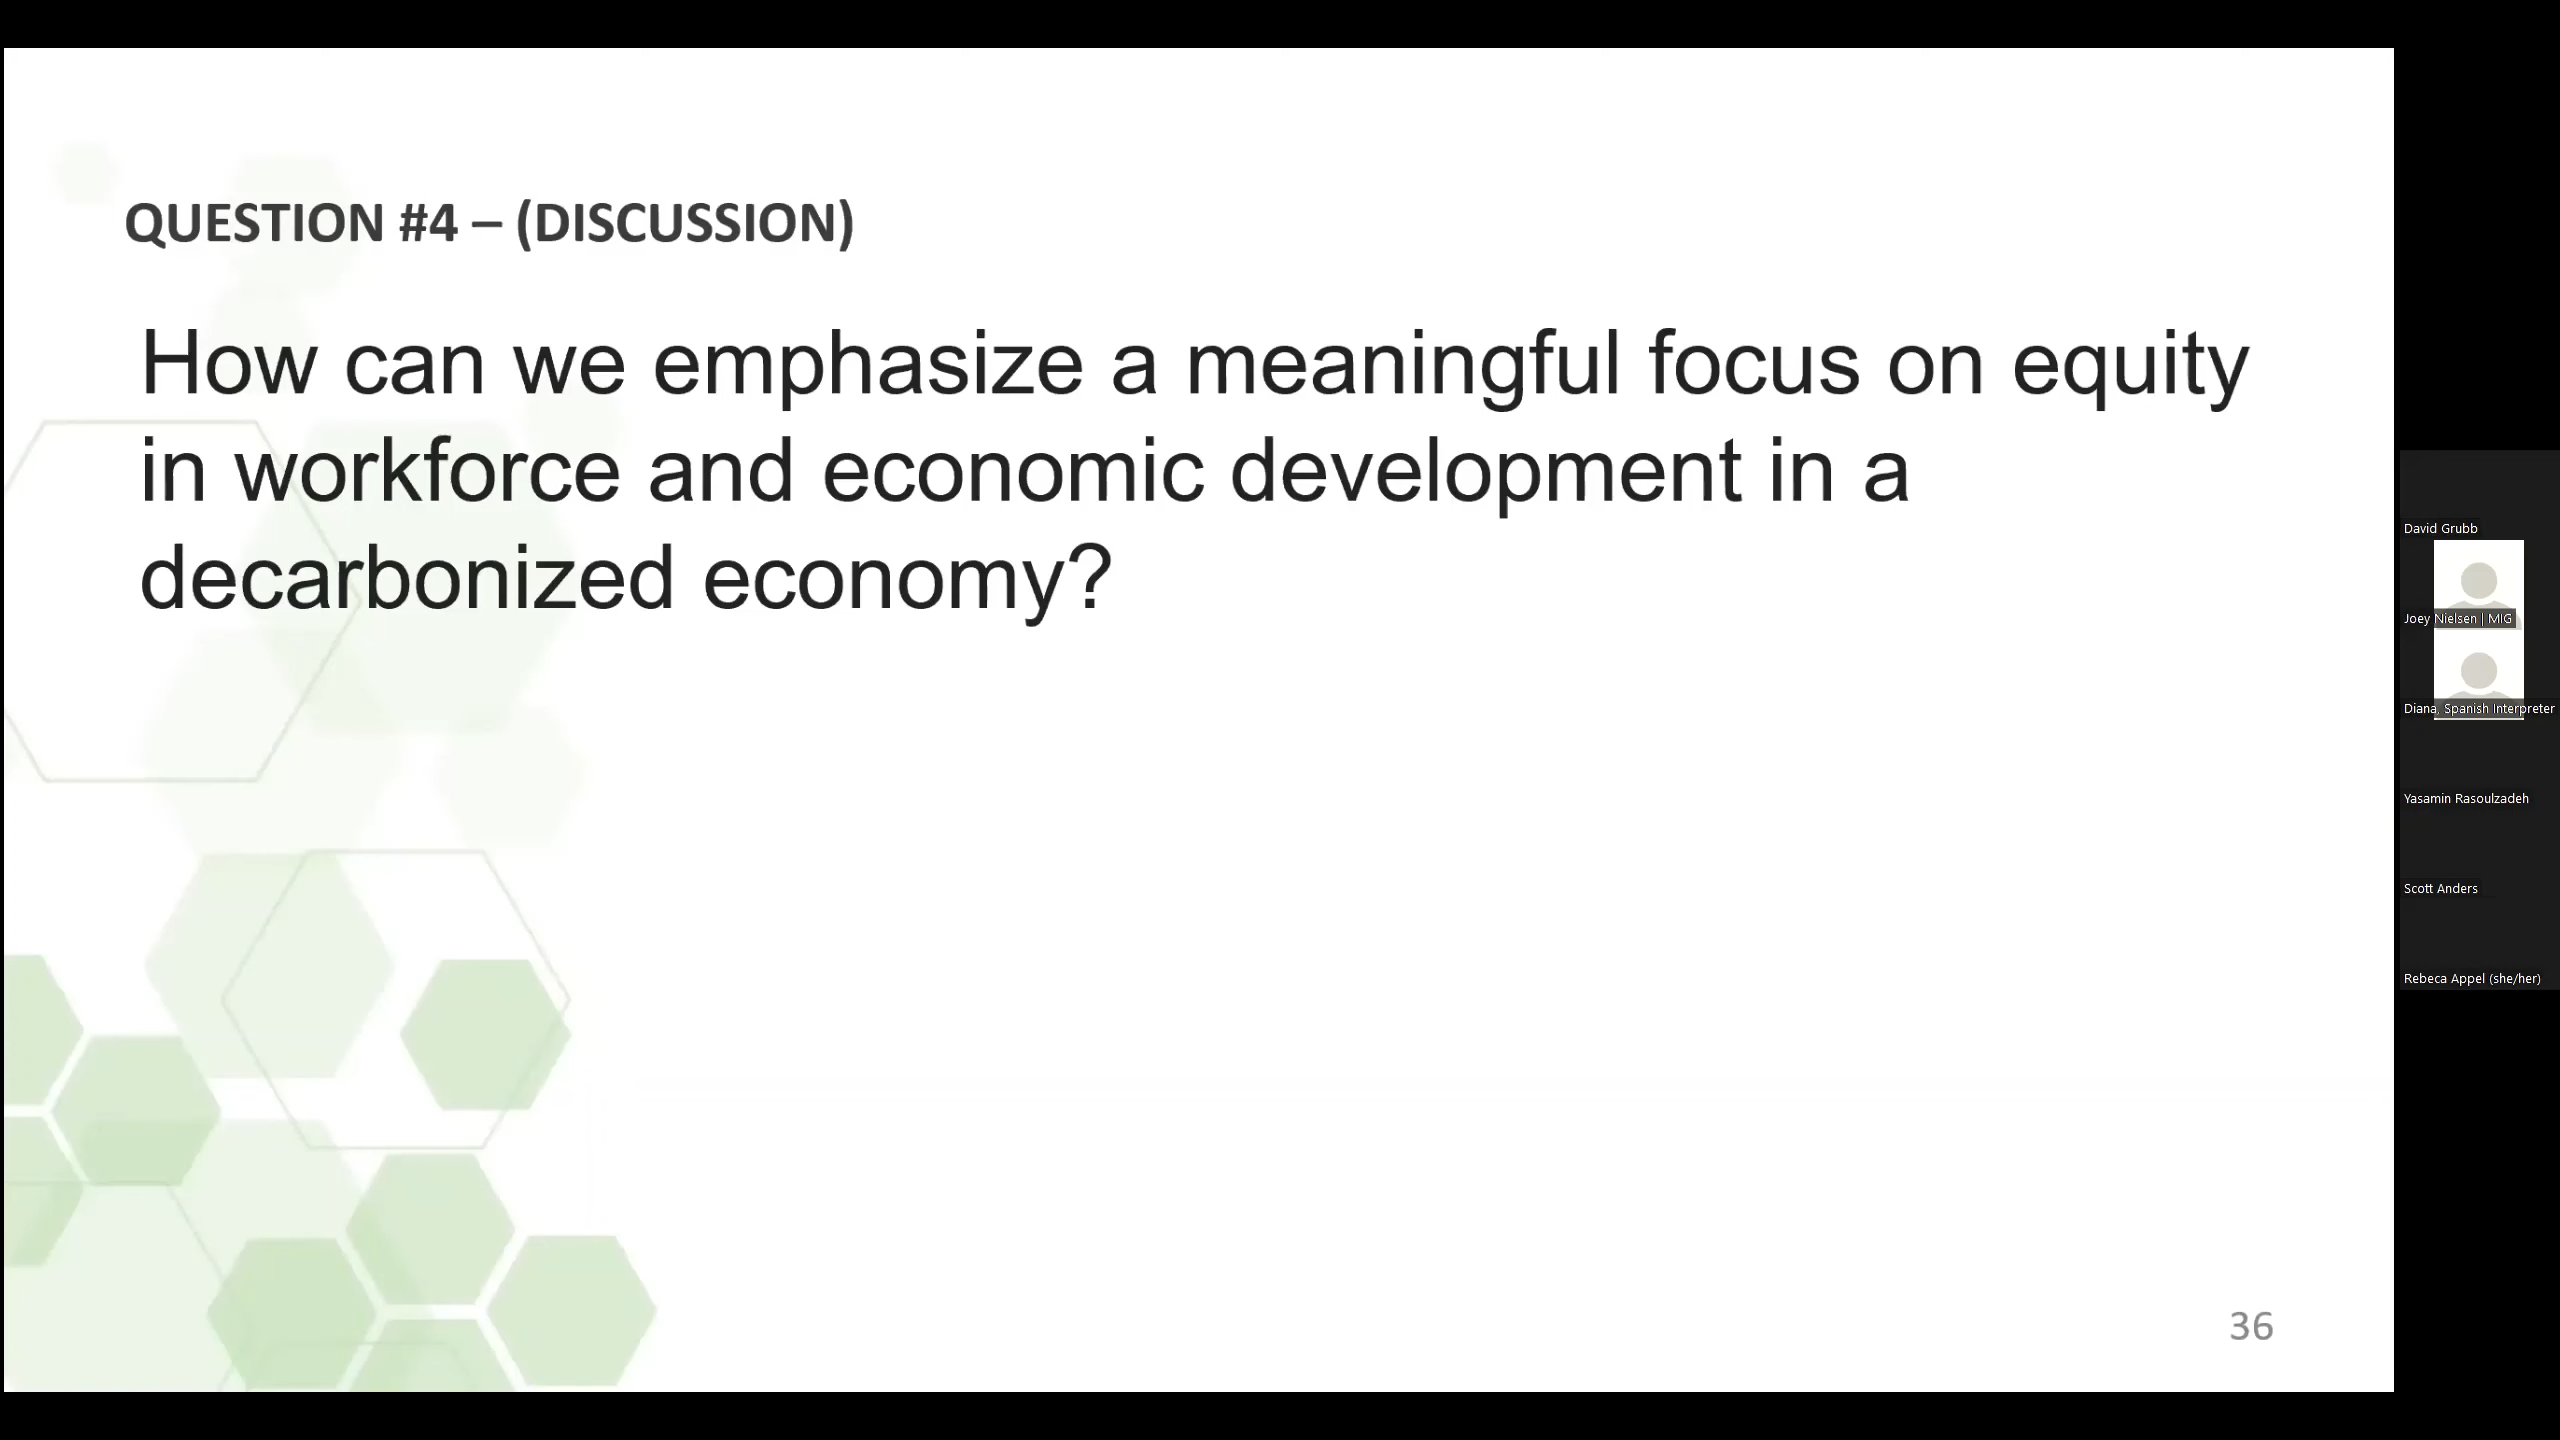 QUESTION #4 – (DISCUSSION)
How can we emphasize a meaningful focus on equity
in workforce and economic development in a
decarbonized economy?
36
David Grubb
Joey Nielsen | MIG
Diana, Spanish Interpreter
Yasamin Rasoulzadeh
Scott Anders
Rebeca Appel (she/her)